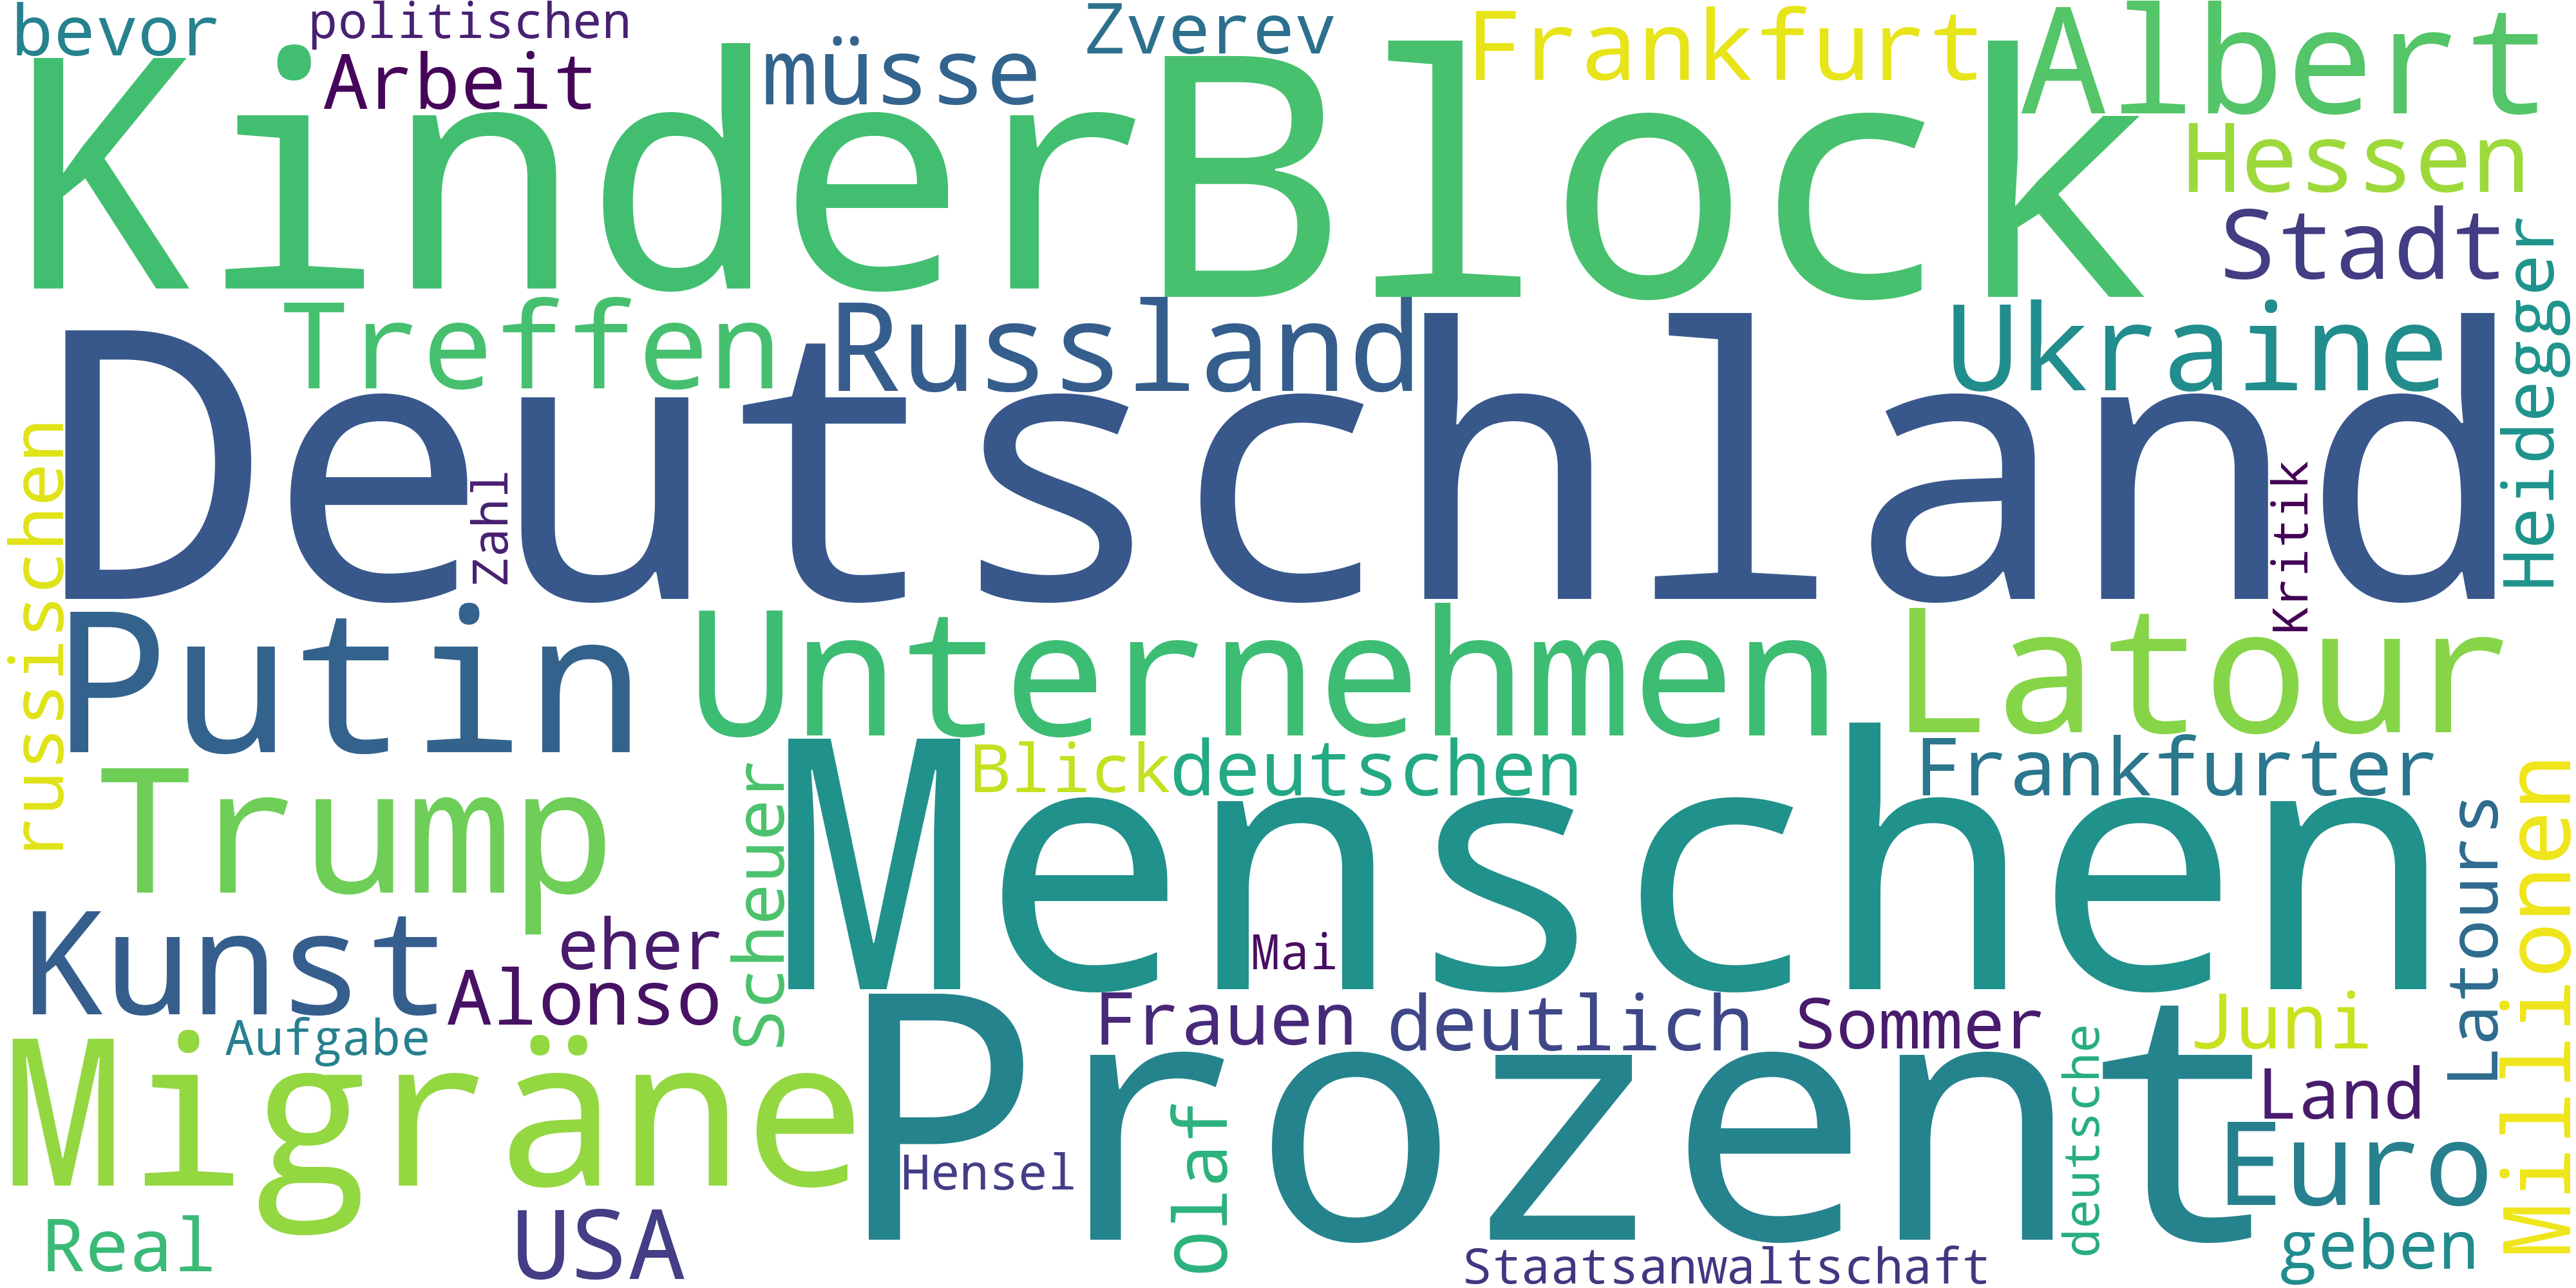 bevor
politischen
Arbeit
müsse
Zverev
Frankfurt
Albert
Kinder
Block
Hessen
Stadt
Heidegger
Treffen
Russland
Ukraine
Deutschland
russischen
Zahl
Kritik
Putin
Unternehmen
Latour
Trump
Blick
deutschen
Frankfurter
Menschen
Scheuer
Latours
Millionen
Kunst
eher
Alonso
Mai
Aufgabe
Frauen
deutlich
Sommer
Juni
Migräne
Prozent
deutsche
Land
Euro
Hensel
Olaf
Real
USA
Staatsanwaltschaft
geben